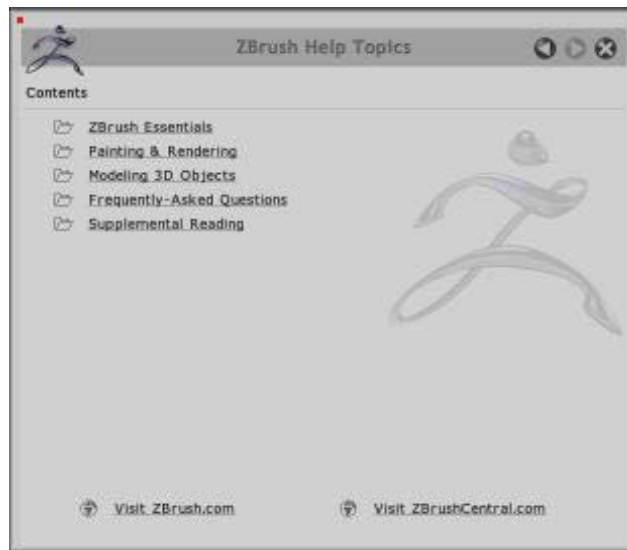 ZBrush Help Topics
Contents
ZBrush Essentials
Painting & Rendering
Modeling 3D Objects
Frequently-Asked Questions
Supplemental Reading
Visit ZBrush.com
Visit ZBrushCentral.com